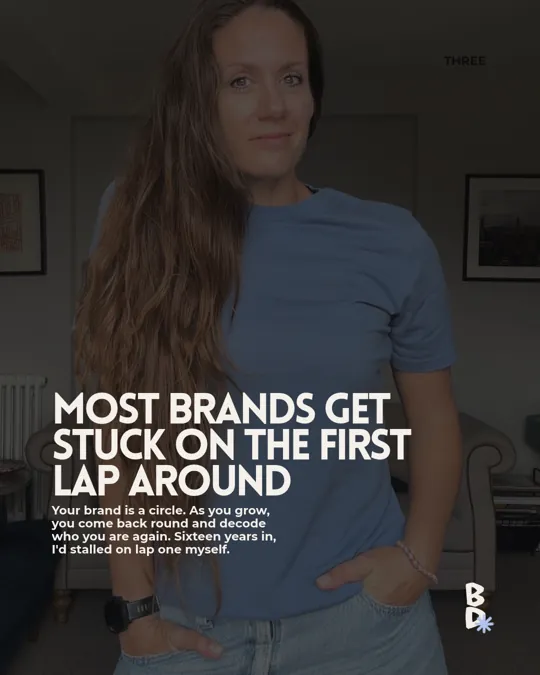 THREE
MOST BRANDS GET
STUCK ON THE FIRST
LAP AROUND
Your brand is a circle. As you grow,
you come back round and decode
who you are again. Sixteen years in,
I'd stalled on lap one myself.
BD